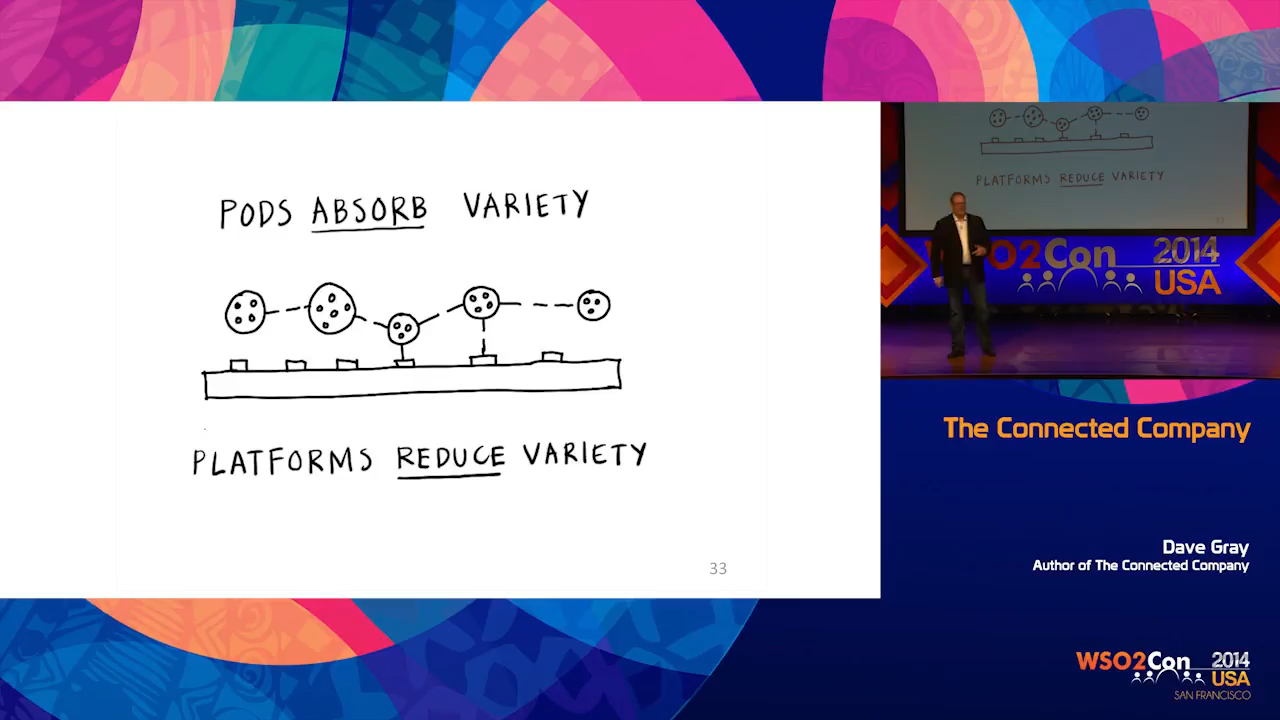 PODS ABSORB VARIETY
PLATFORMS REDUCE VARIETY
33
PLATFORMS REDUCE VARIETY
WSO2Con 2014
USA
The Connected Company
Dave Gray
Author of The Connected Company
WSO2Con 2014
USA
SAN FRANCISCO